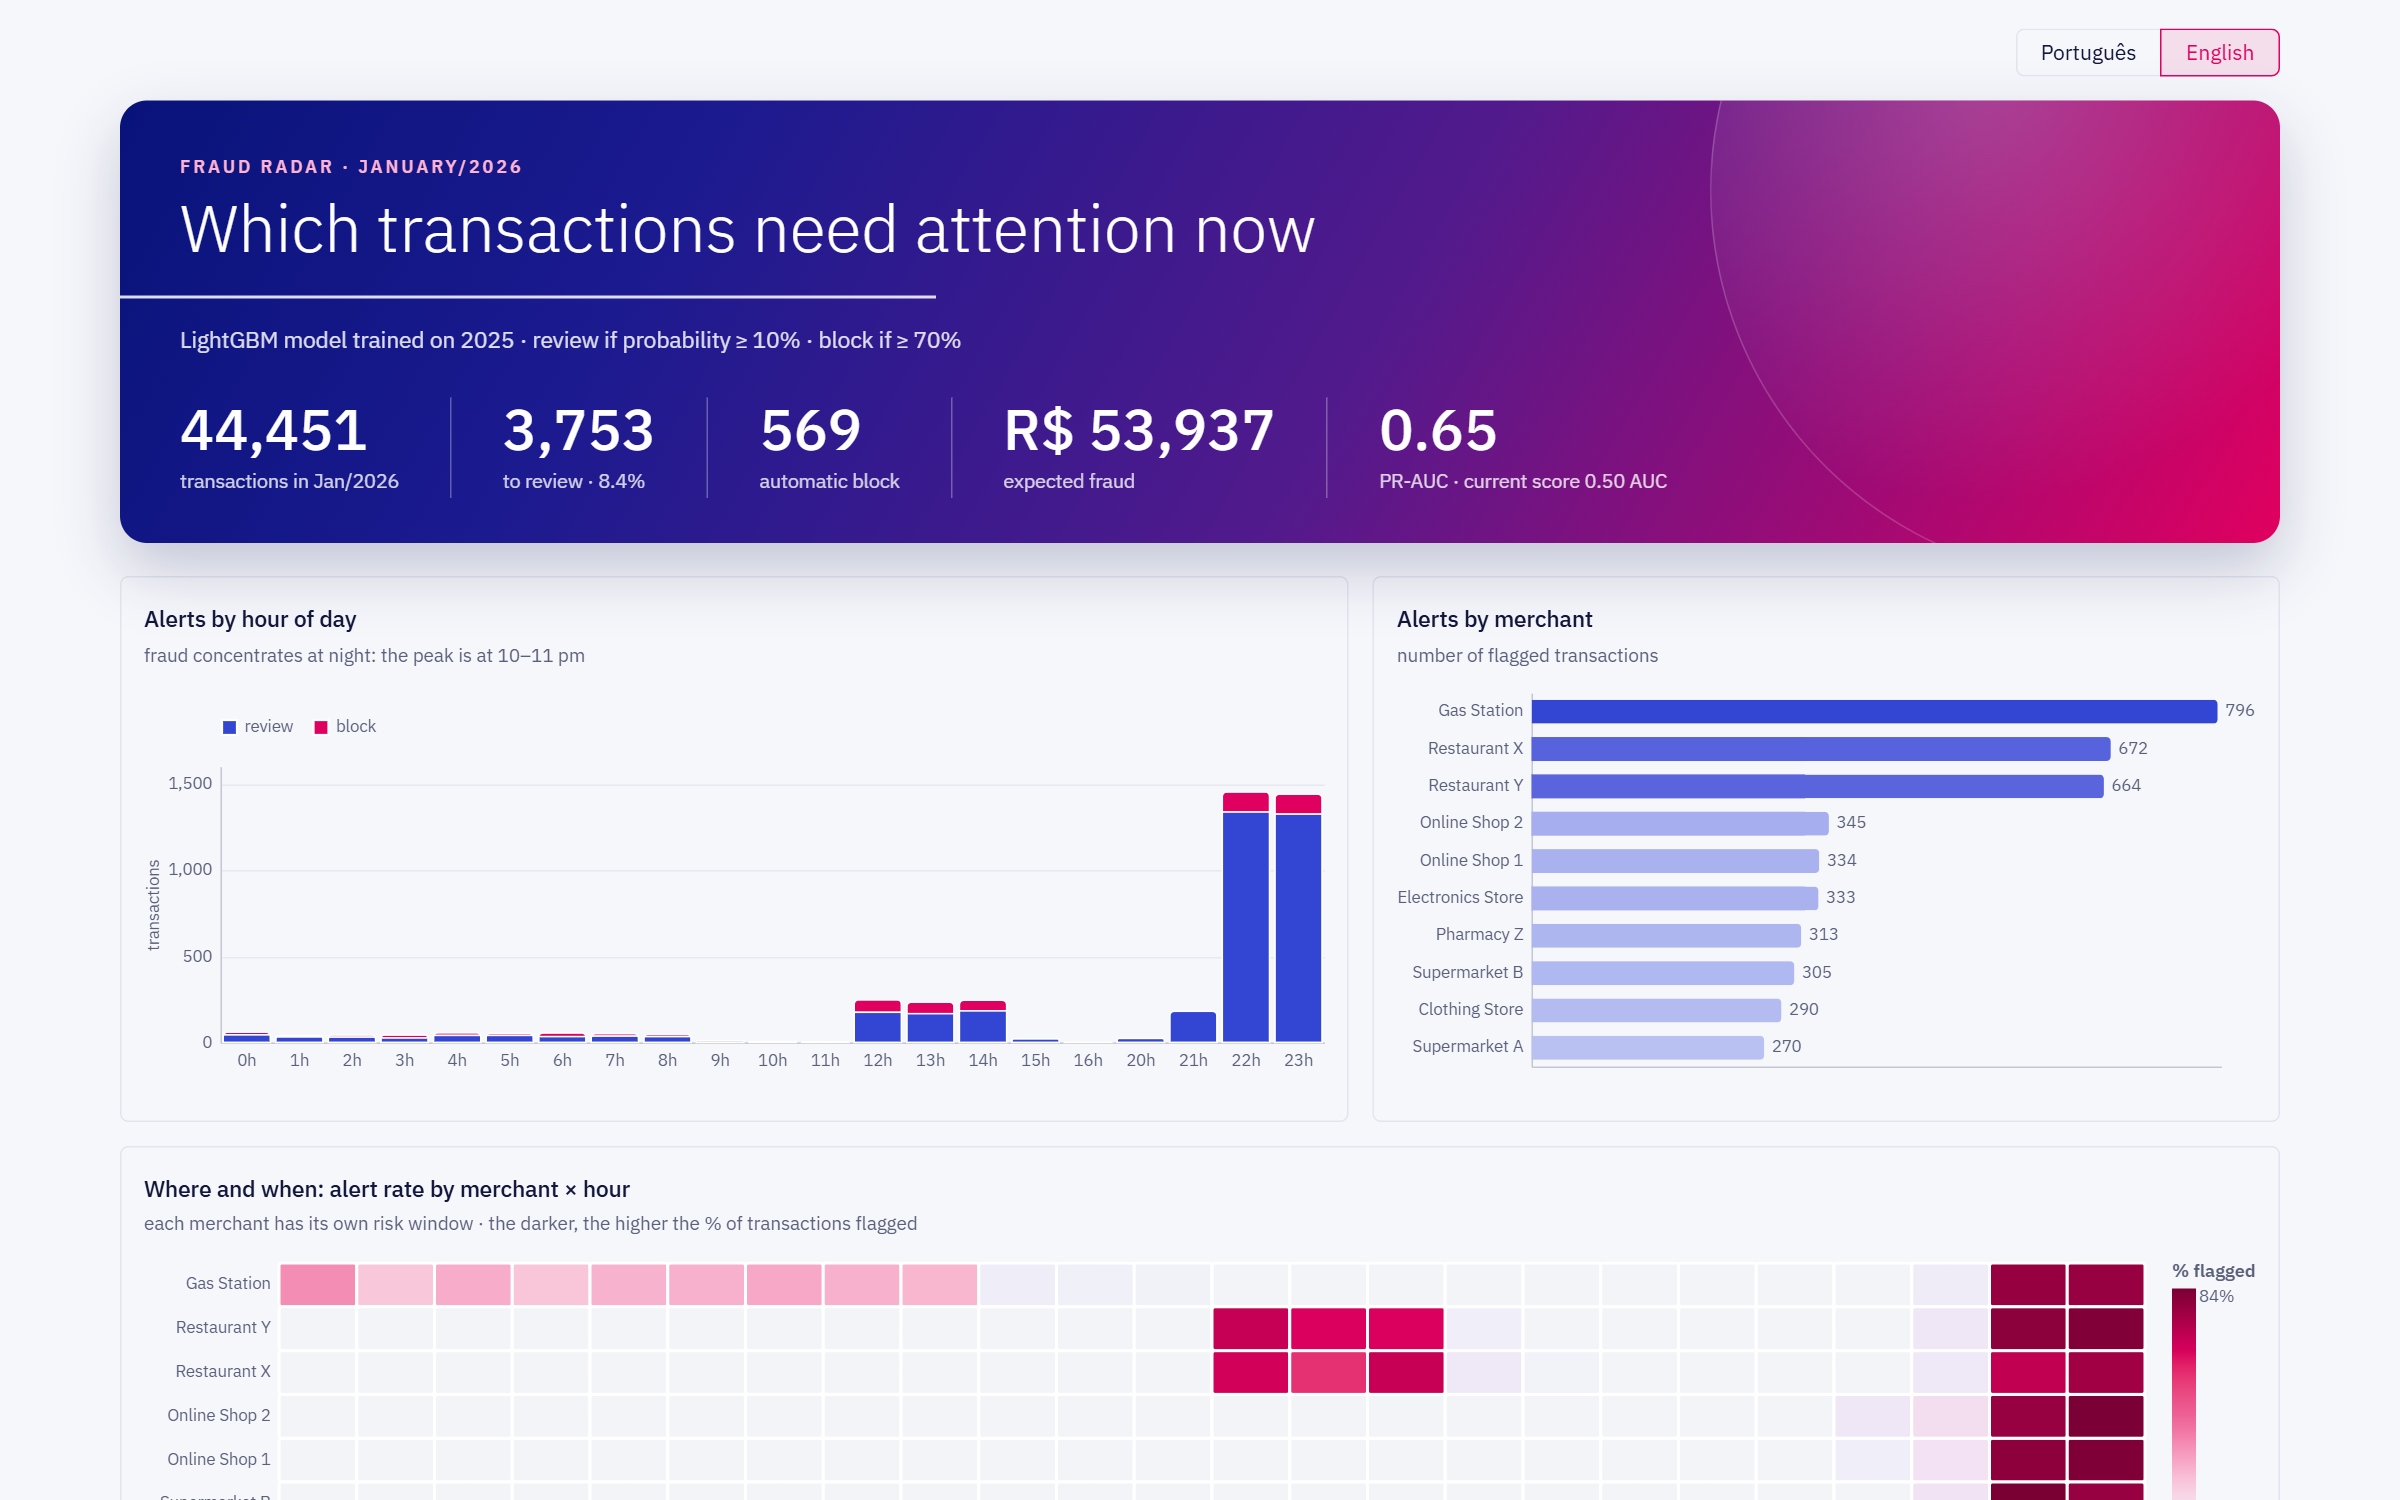 Português English
FRAUD RADAR · JANUARY/2026
Which transactions need attention now
LightGBM model trained on 2025 · review if probability ≥ 10% · block if ≥ 70%
44,451
transactions in Jan/2026
3,753
to review · 8.4%
569
automatic block
R$ 53,937
expected fraud
0.65
PR-AUC · current score 0.50 AUC
Alerts by hour of day
fraud concentrates at night: the peak is at 10–11 pm
review block
transactions
1,500
1,000
500
0
0h 1h 2h 3h 4h 5h 6h 7h 8h 9h 10h 11h 12h 13h 14h 15h 16h 20h 21h 22h 23h
Alerts by merchant
number of flagged transactions
Gas Station 796
Restaurant X 672
Restaurant Y 664
Online Shop 2 345
Online Shop 1 334
Electronics Store 333
Pharmacy Z 313
Supermarket B 305
Clothing Store 290
Supermarket A 270
Where and when: alert rate by merchant × hour
each merchant has its own risk window · the darker, the higher the % of transactions flagged
Gas Station
Restaurant Y
Restaurant X
Online Shop 2
Online Shop 1
% flagged
84%